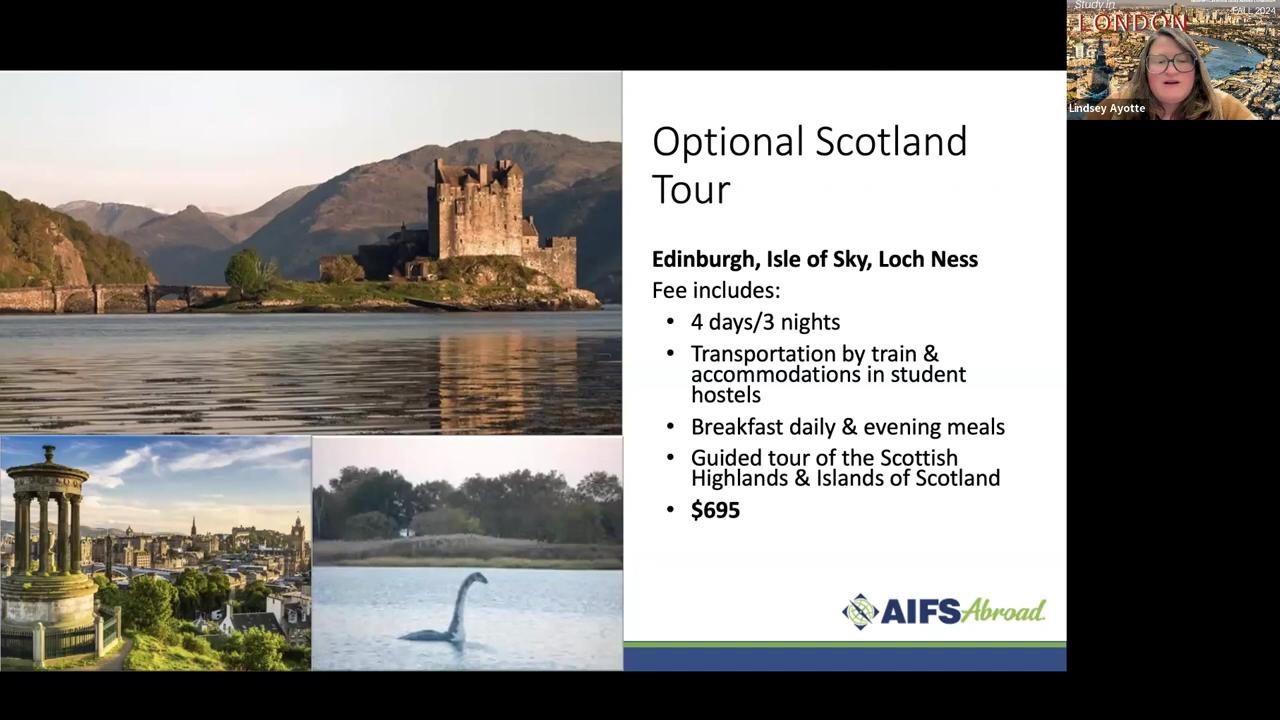 Optional Scotland
Tour
Edinburgh, Isle of Sky, Loch Ness
Fee includes:
• 4 days/3 nights
• Transportation by train &
accommodations in student
hostels
• Breakfast daily & evening meals
• Guided tour of the Scottish
Highlands & Islands of Scotland
• $695
AIFS Abroad
Study in
LONDON
FALL 2024
Lindsey Ayotte